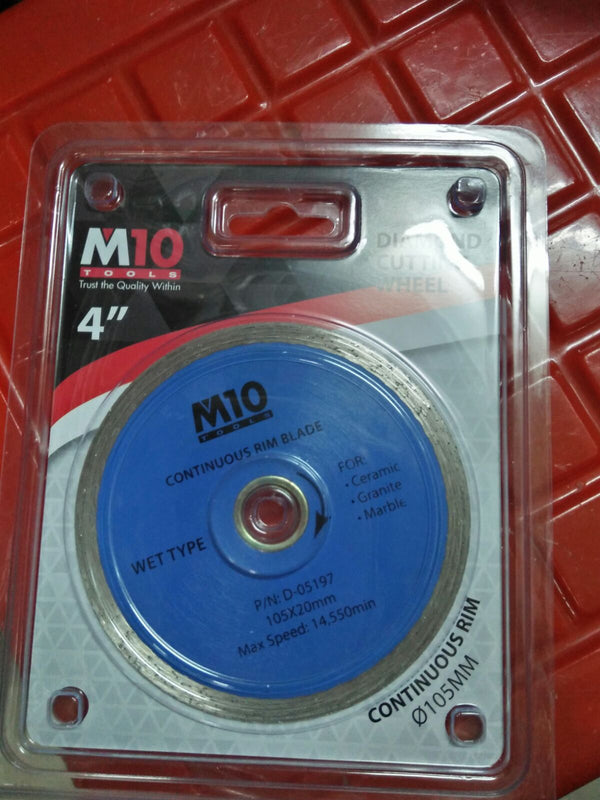 M10
TOOLS
Trust the Quality Within
4"
DIAMOND
CUTTING
WHEEL
M10
TOOLS
CONTINUOUS RIM BLADE
FOR:
• Ceramic
• Granite
• Marble
WET TYPE
P/N: D-05197
105X20mm
Max Speed: 14,550min
CONTINUOUS RIM
Ø105MM